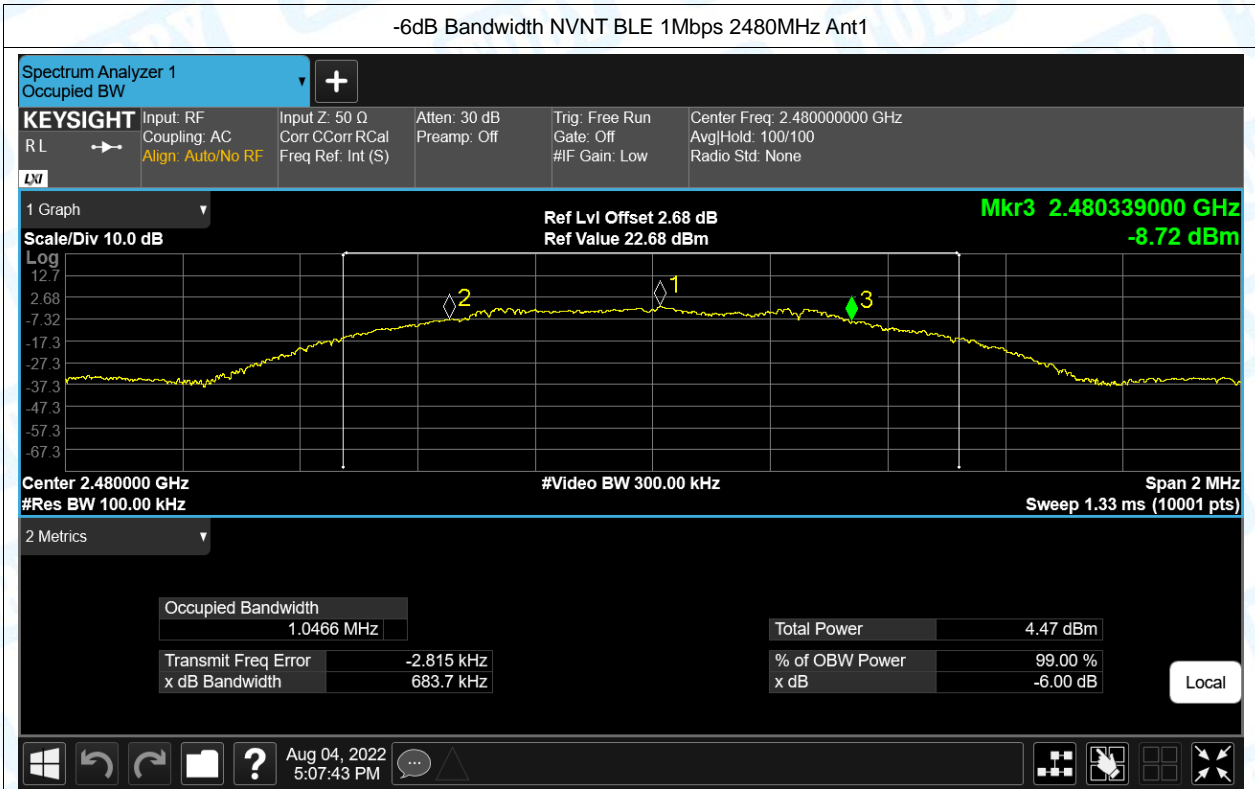 -6dB Bandwidth NVNT BLE 1Mbps 2480MHz Ant1
Spectrum Analyzer 1
Occupied BW
+
KEYSIGHT
R L
LXI
Input: RF
Coupling: AC
Align: Auto/No RF
Input Z: 50 Ω
Corr CCorr RCal
Freq Ref: Int (S)
Atten: 30 dB
Preamp: Off
Trig: Free Run
Gate: Off
#IF Gain: Low
Center Freq: 2.480000000 GHz
Avg|Hold: 100/100
Radio Std: None
1 Graph
Scale/Div 10.0 dB
Ref Lvl Offset 2.68 dB
Ref Value 22.68 dBm
Mkr3 2.480339000 GHz
-8.72 dBm
Log
12.7
2.68
-7.32
-17.3
-27.3
-37.3
-47.3
-57.3
-67.3
2
1
3
Center 2.480000 GHz
#Video BW 300.00 kHz
Span 2 MHz
#Res BW 100.00 kHz
Sweep 1.33 ms (10001 pts)
2 Metrics
Occupied Bandwidth
1.0466 MHz
Total Power 4.47 dBm
Transmit Freq Error -2.815 kHz
% of OBW Power 99.00 %
x dB Bandwidth 683.7 kHz
x dB -6.00 dB
Local
?
Aug 04, 2022
5:07:43 PM